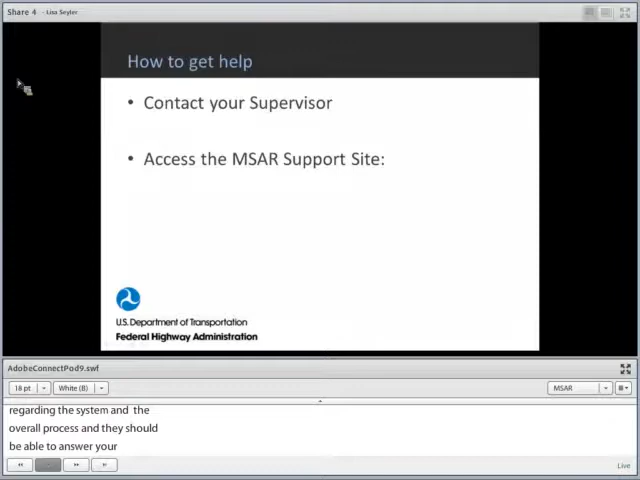 Share 4 - Lisa Seyler
How to get help
• Contact your Supervisor
• Access the MSAR Support Site:
U.S. Department of Transportation
Federal Highway Administration
AdobeConnectPod9.swf
18 pt
White (B)
MSAR
regarding the system and the
overall process and they should
be able to answer your
Live